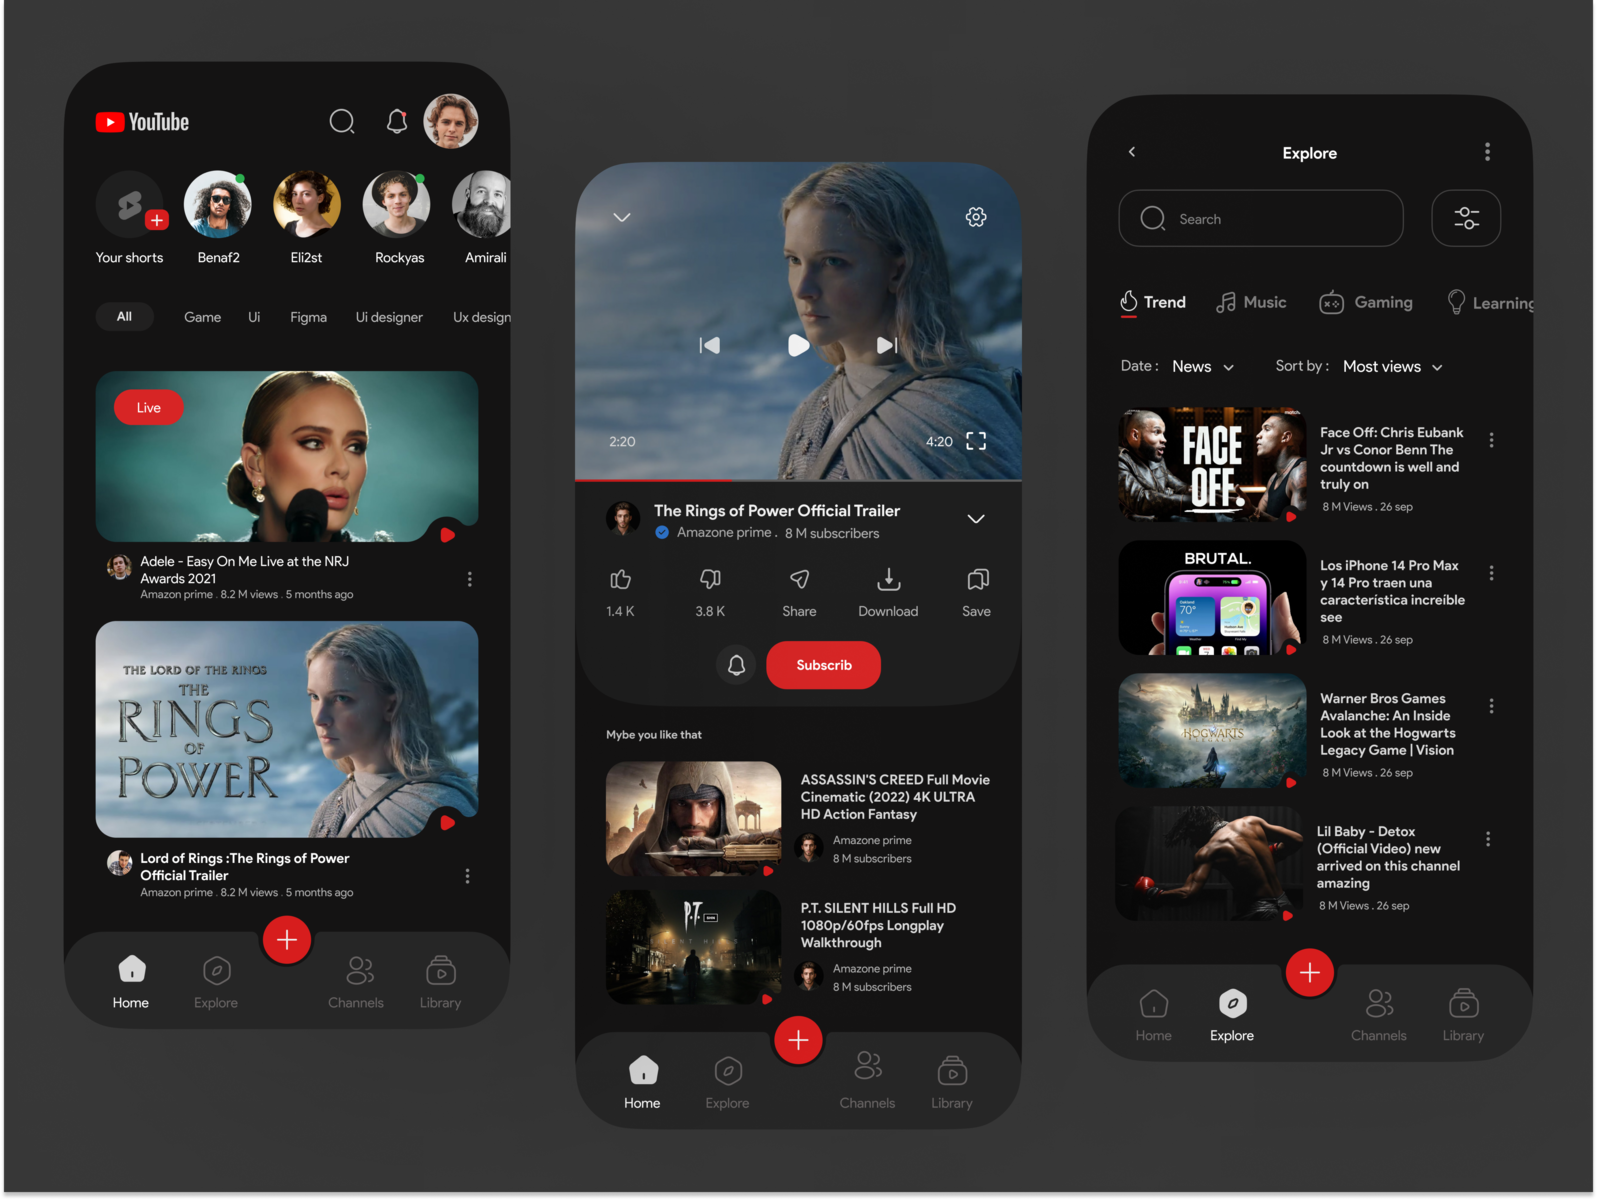 YouTube
Your shorts
Benaf2
Eli2st
Rockyas
Amirali
All
Game
Ui
Figma
Ui designer
Ux design
Live
Adele - Easy On Me Live at the NRJ
Awards 2021
Amazon prime . 8.2 M views . 5 months ago
THE LORD OF THE RINGS
THE
RINGS
OF
POWER
Lord of Rings :The Rings of Power
Official Trailer
Amazon prime . 8.2 M views . 5 months ago
Home
Explore
Channels
Library
2:20
4:20
The Rings of Power Official Trailer
Amazone prime . 8 M subscribers
1.4 K
3.8 K
Share
Download
Save
Subscrib
Mybe you like that
ASSASSIN'S CREED Full Movie
Cinematic (2022) 4K ULTRA
HD Action Fantasy
Amazone prime
8 M subscribers
P.T.
SILENT HILLS
P.T. SILENT HILLS Full HD
1080p/60fps Longplay
Walkthrough
Amazone prime
8 M subscribers
Home
Explore
Channels
Library
Explore
Search
Trend
Music
Gaming
Learning
Date : News
Sort by : Most views
FACE
OFF.
Face Off: Chris Eubank
Jr vs Conor Benn The
countdown is well and
truly on
8 M Views . 26 sep
BRUTAL.
70°
Los iPhone 14 Pro Max
y 14 Pro traen una
característica increíble
see
8 M Views . 26 sep
HOGWARTS
Warner Bros Games
Avalanche: An Inside
Look at the Hogwarts
Legacy Game | Vision
8 M Views . 26 sep
Lil Baby - Detox
(Official Video) new
arrived on this channel
amazing
8 M Views . 26 sep
Home
Explore
Channels
Library